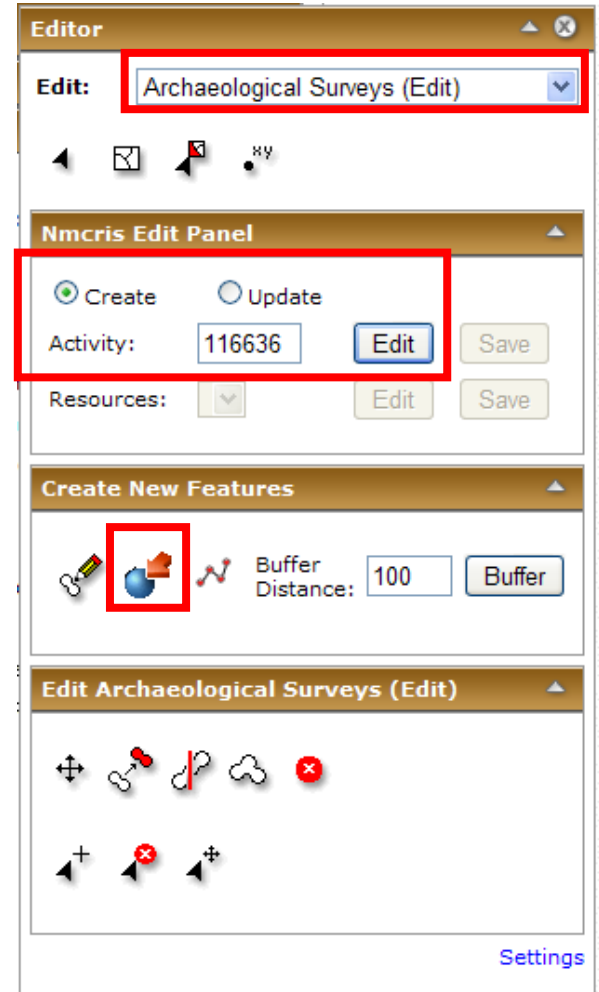 Editor
Edit: Archaeological Surveys (Edit)
xy
Nmcris Edit Panel
Create Update
Activity: 116636 Edit Save
Resources: Edit Save
Create New Features
Buffer
Distance: 100 Buffer
Edit Archaeological Surveys (Edit)
Settings